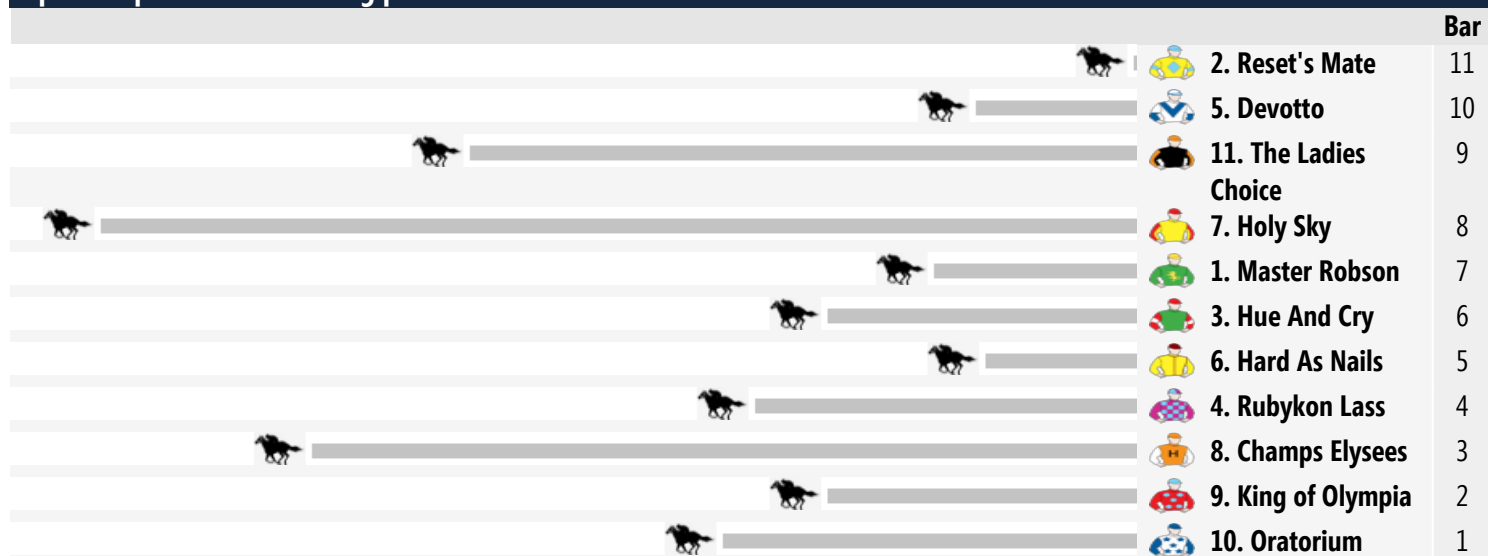 Bar
2. Reset's Mate 11
5. Devotto 10
11. The Ladies 9
Choice
7. Holy Sky 8
1. Master Robson 7
3. Hue And Cry 6
6. Hard As Nails 5
4. Rubykon Lass 4
8. Champs Elysees 3
9. King of Olympia 2
10. Oratorium 1